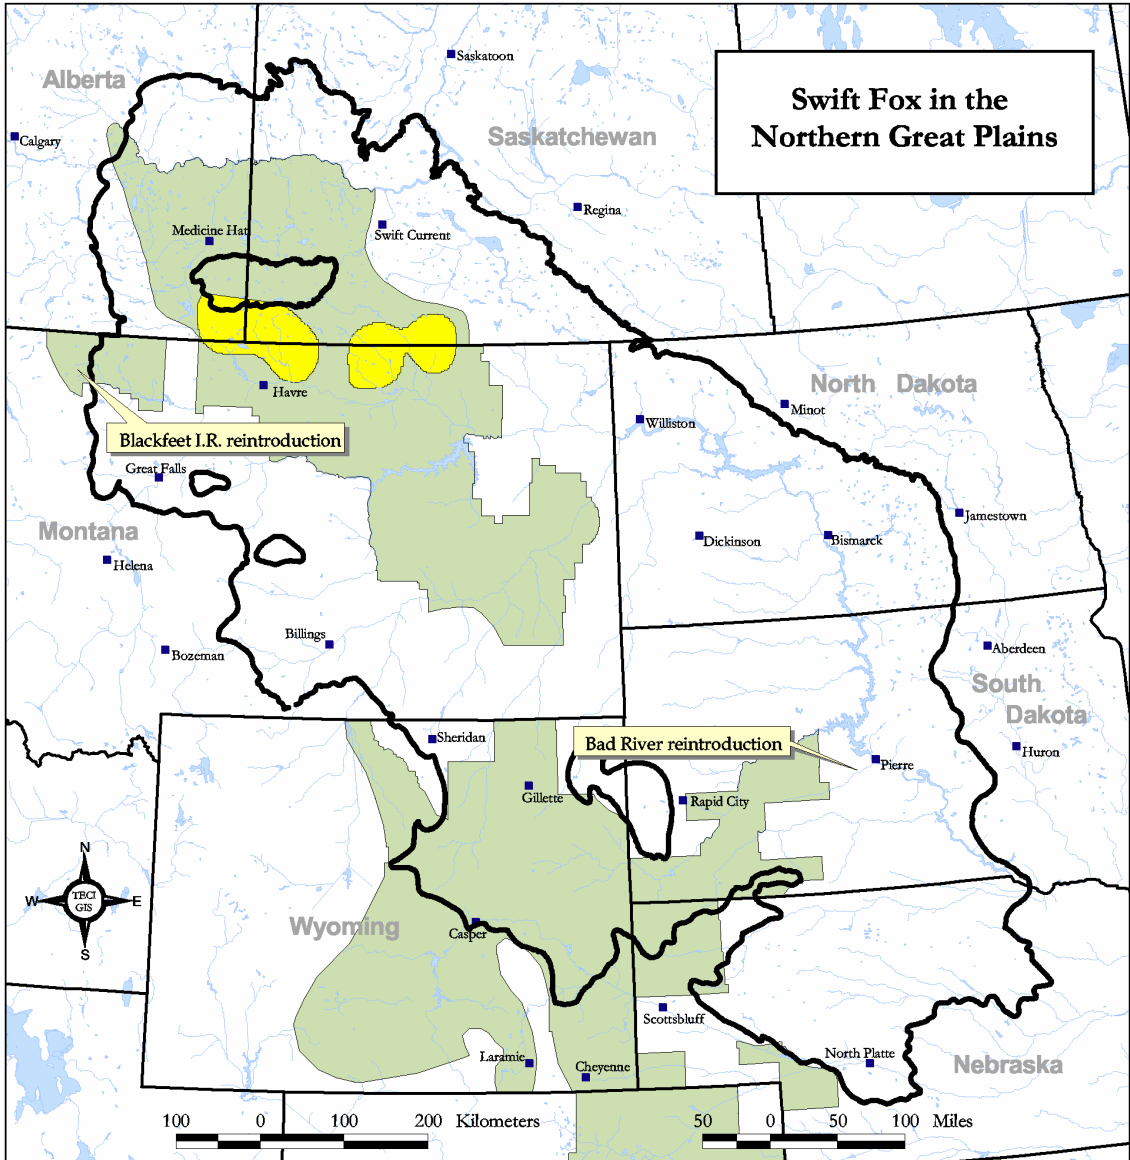 Swift Fox in the
Northern Great Plains
Saskatoon
Alberta
Calgary
Saskatchewan
Regina
Medicine Hat
Swift Current
Havre
North Dakota
Minot
Williston
Blackfeet I.R. reintroduction
Great Falls
Montana
Helena
Dickinson
Bismarck
Jamestown
Billings
Bozeman
Aberdeen
South
Dakota
Sheridan
Bad River reintroduction
Huron
Pierre
Gillette
Rapid City
N
W
TECI
GIS
E
S
Wyoming
Casper
Scottsbluff
Laramie
Cheyenne
North Platte
Nebraska
100 0 100 200 Kilometers
50 0 50 100 Miles